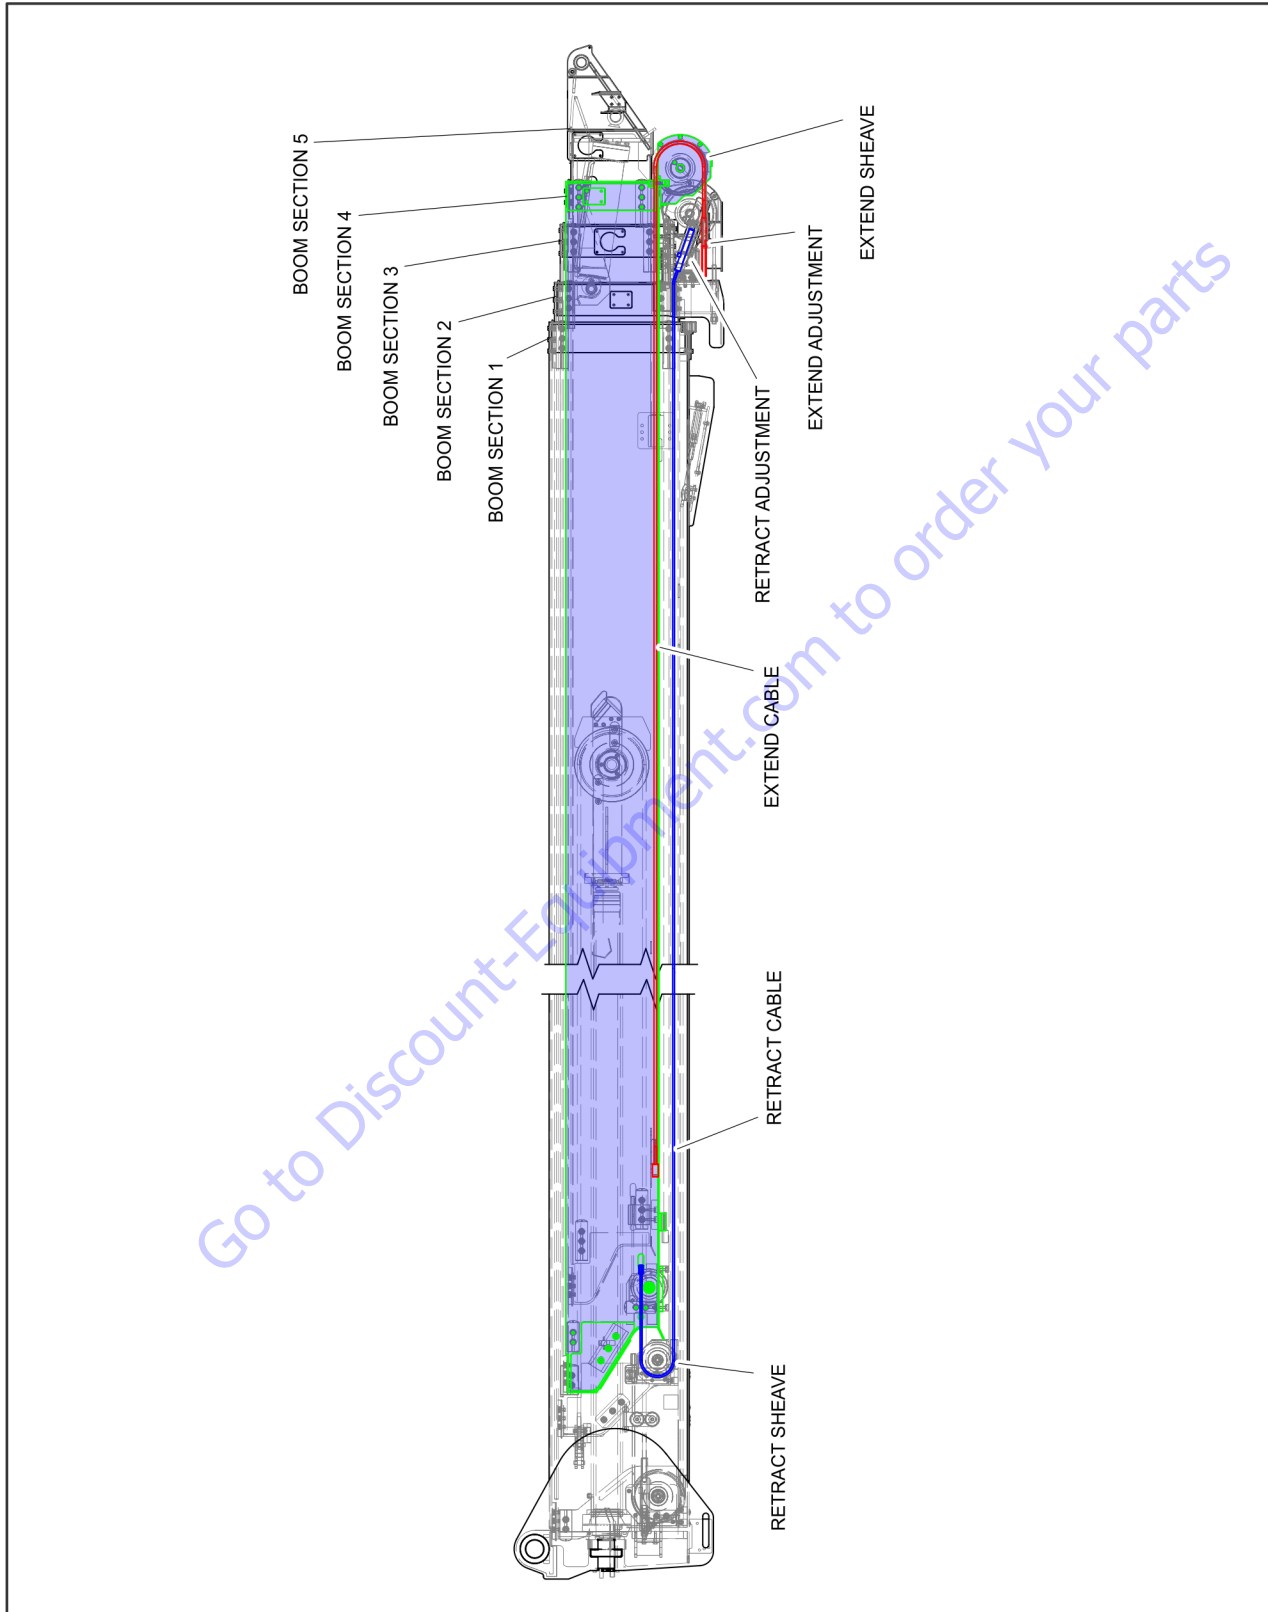 BOOM SECTION 5
BOOM SECTION 4
BOOM SECTION 3
BOOM SECTION 2
BOOM SECTION 1
EXTEND SHEAVE
EXTEND ADJUSTMENT
RETRACT ADJUSTMENT
EXTEND CABLE
RETRACT CABLE
RETRACT SHEAVE
Go to Discount-Equipment.com to order your parts